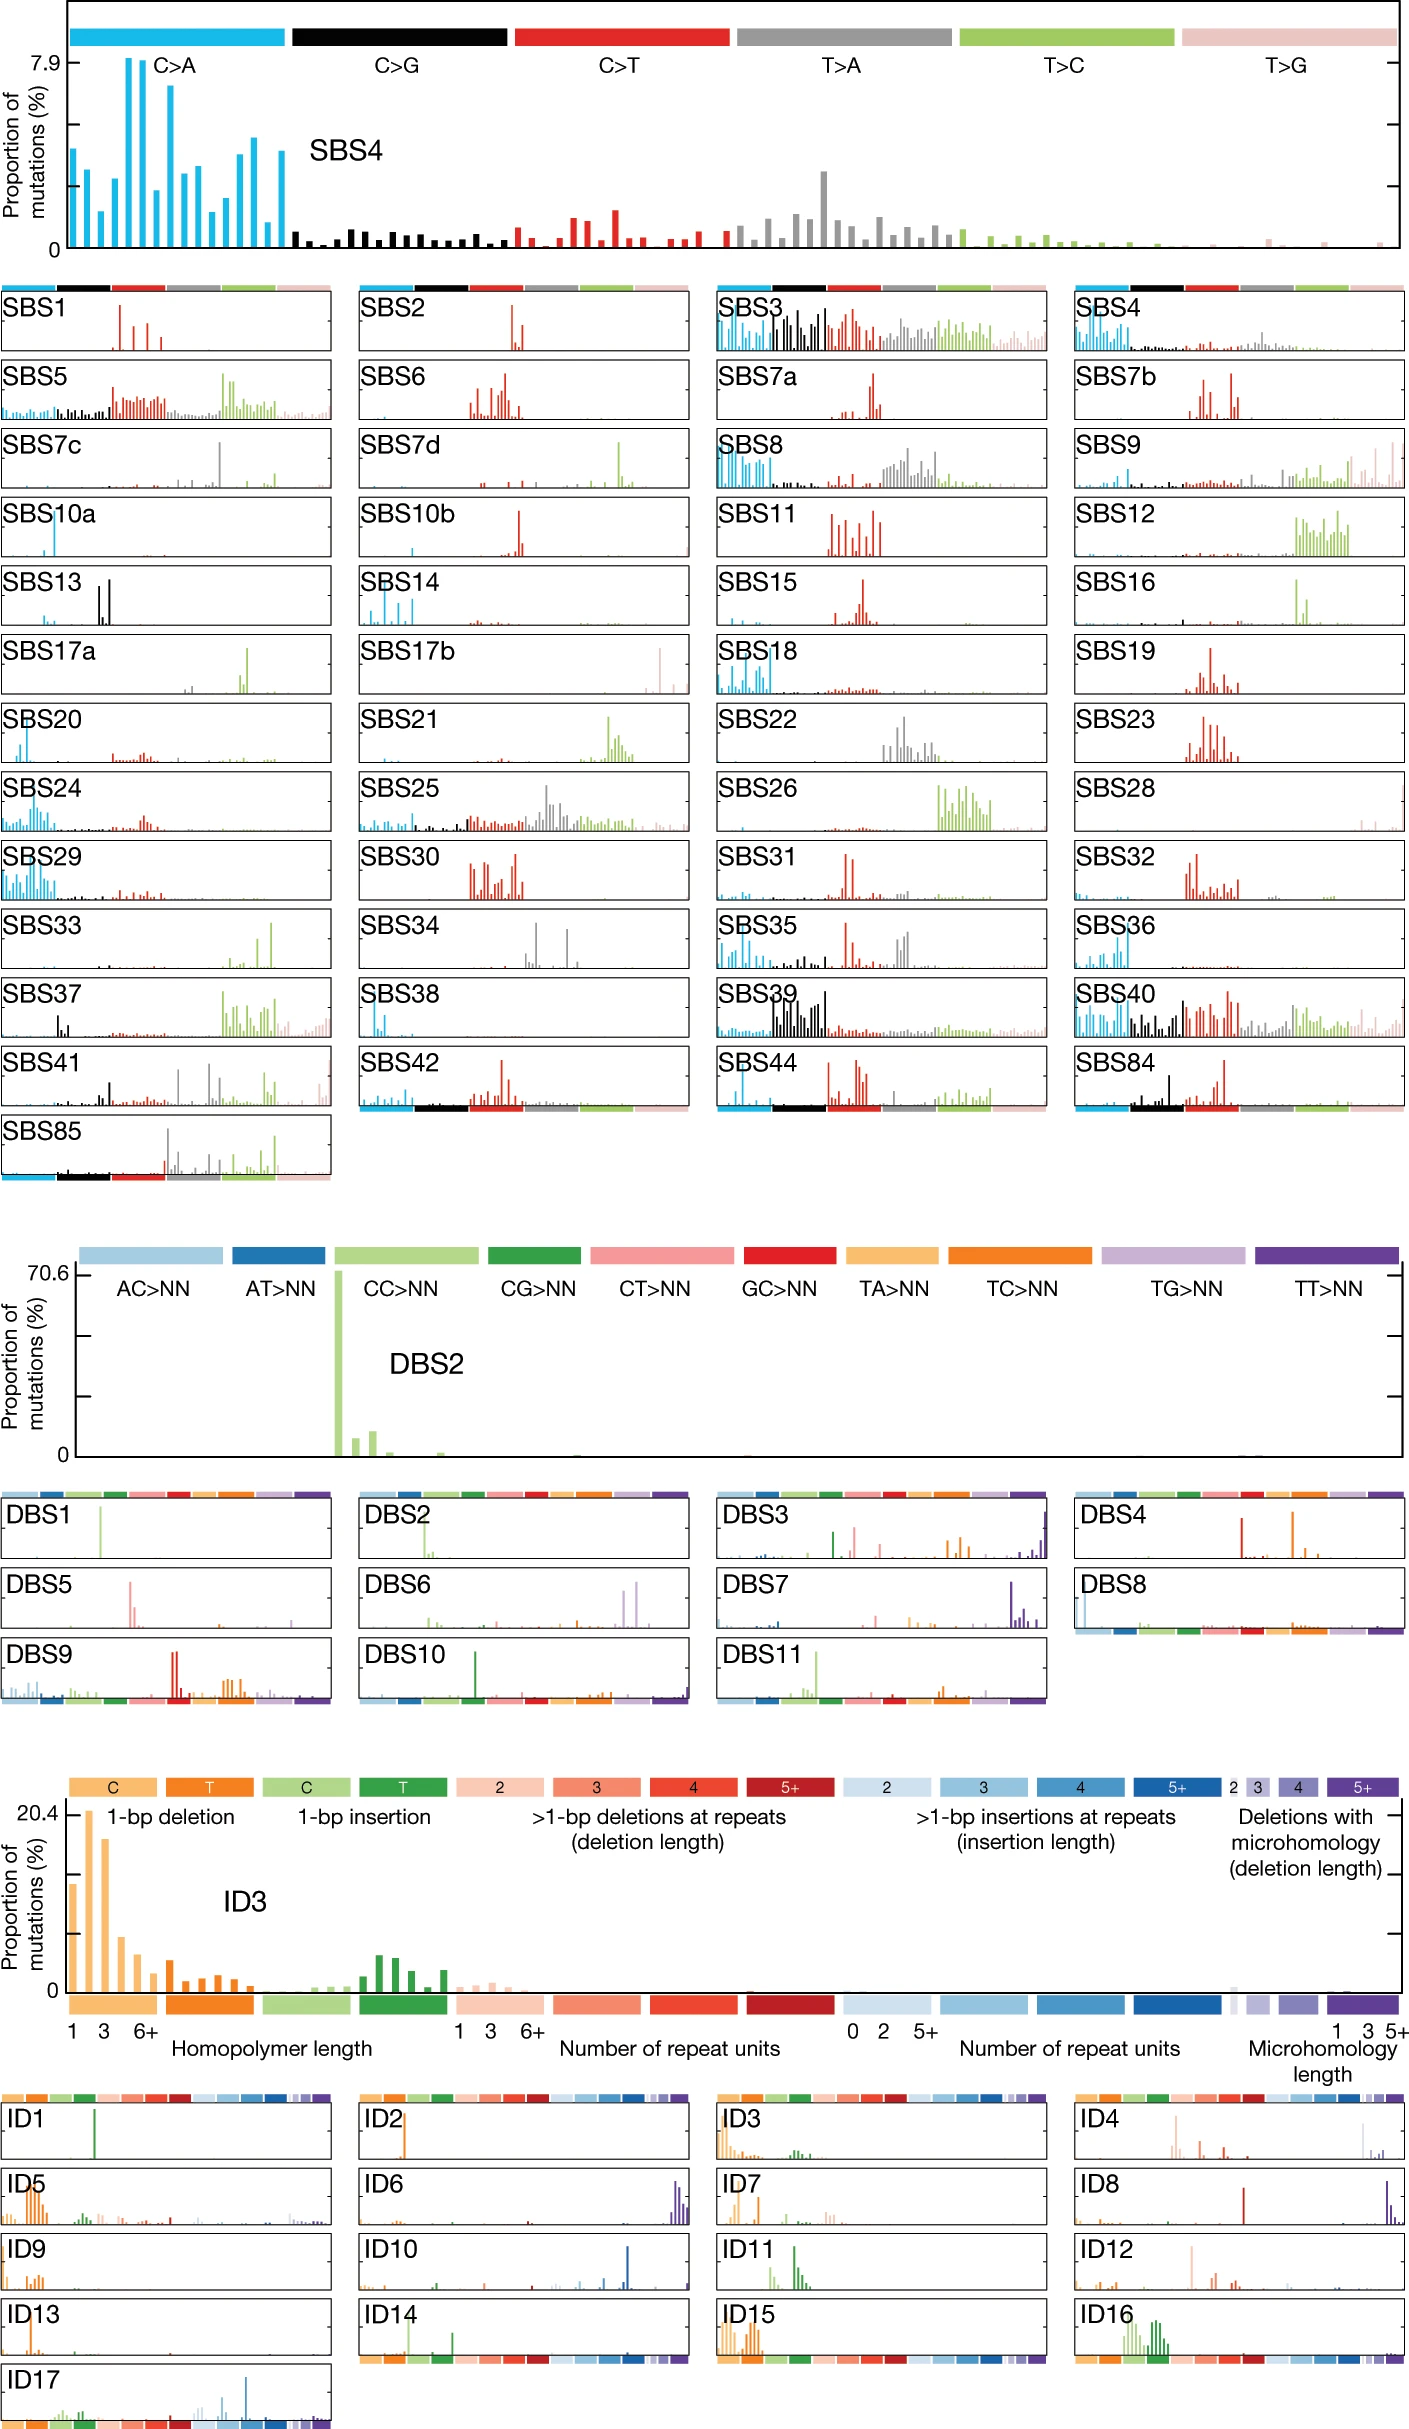 C>A C>G C>T T>A T>C T>G
7.9
Proportion of
mutations (%)
SBS4
0
SBS1 SBS2 SBS3 SBS4
SBS5 SBS6 SBS7a SBS7b
SBS7c SBS7d SBS8 SBS9
SBS10a SBS10b SBS11 SBS12
SBS13 SBS14 SBS15 SBS16
SBS17a SBS17b SBS18 SBS19
SBS20 SBS21 SBS22 SBS23
SBS24 SBS25 SBS26 SBS28
SBS29 SBS30 SBS31 SBS32
SBS33 SBS34 SBS35 SBS36
SBS37 SBS38 SBS39 SBS40
SBS41 SBS42 SBS44 SBS84
SBS85
70.6
AC>NN AT>NN CC>NN CG>NN CT>NN GC>NN TA>NN TC>NN TG>NN TT>NN
Proportion of
mutations (%)
DBS2
0
DBS1 DBS2 DBS3 DBS4
DBS5 DBS6 DBS7 DBS8
DBS9 DBS10 DBS11
C T C T 2 3 4 5+ 2 3 4 5+ 2 3 4 5+
20.4
1-bp deletion 1-bp insertion >1-bp deletions at repeats >1-bp insertions at repeats Deletions with
(deletion length) (insertion length) microhomology
(deletion length)
Proportion of
mutations (%)
ID3
0
1 3 6+ 1 3 6+ 0 2 5+ 1 3 5+
Homopolymer length Number of repeat units Number of repeat units Microhomology
length
ID1 ID2 ID3 ID4
ID5 ID6 ID7 ID8
ID9 ID10 ID11 ID12
ID13 ID14 ID15 ID16
ID17